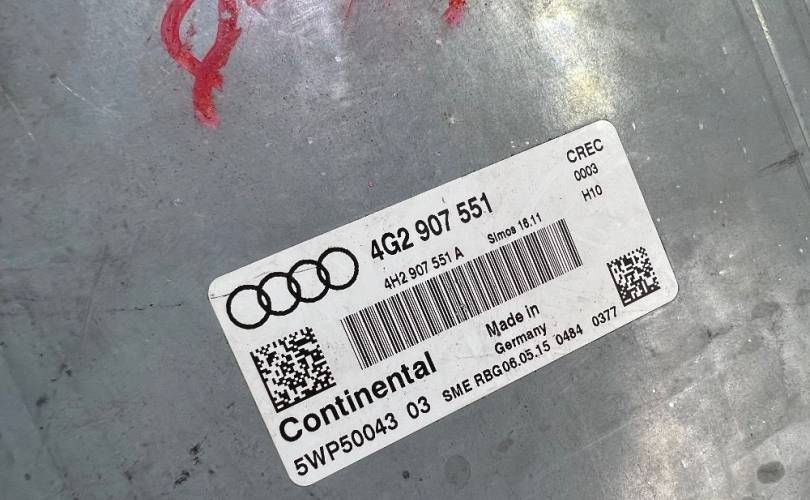 CREC
0003
H10
4G2 907 551
4H2 907 551 A Simos 16.11
Made in
Germany
Continental
SME RBG06.05.15 0484 0377
5WP50043 03